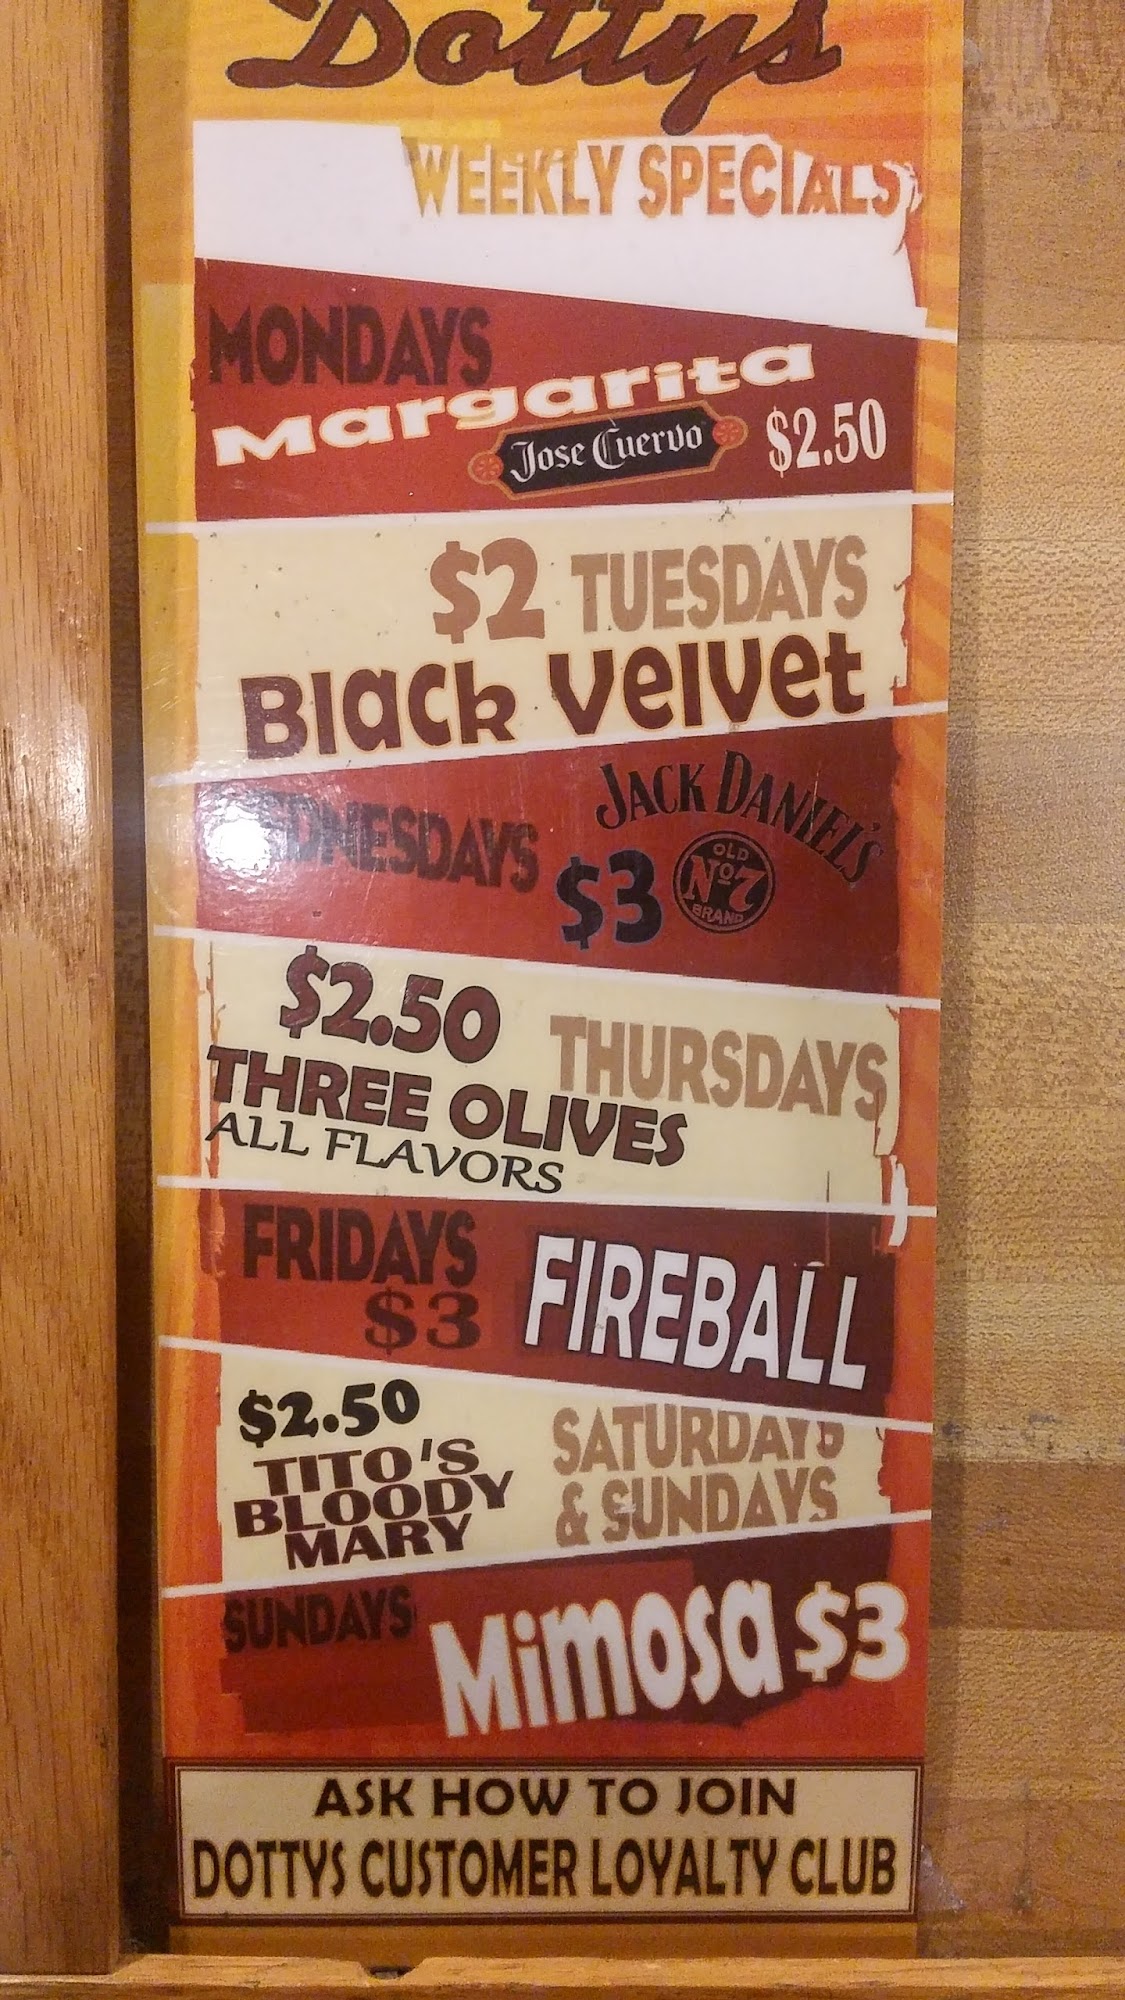 Dottys
WEEKLY SPECIALS
MONDAYS
Margarita
Jose Cuervo $2.50
$2 TUESDAYS
Black Velvet
JACK DANIEL'S
WEDNESDAYS $3
OLD
No7
BRAND
$2.50 THURSDAYS
THREE OLIVES
ALL FLAVORS
FRIDAYS
$3
FIREBALL
$2.50
TITO'S
BLOODY
MARY
SATURDAYS
& SUNDAYS
SUNDAYS
Mimosa $3
ASK HOW TO JOIN
DOTTYS CUSTOMER LOYALTY CLUB